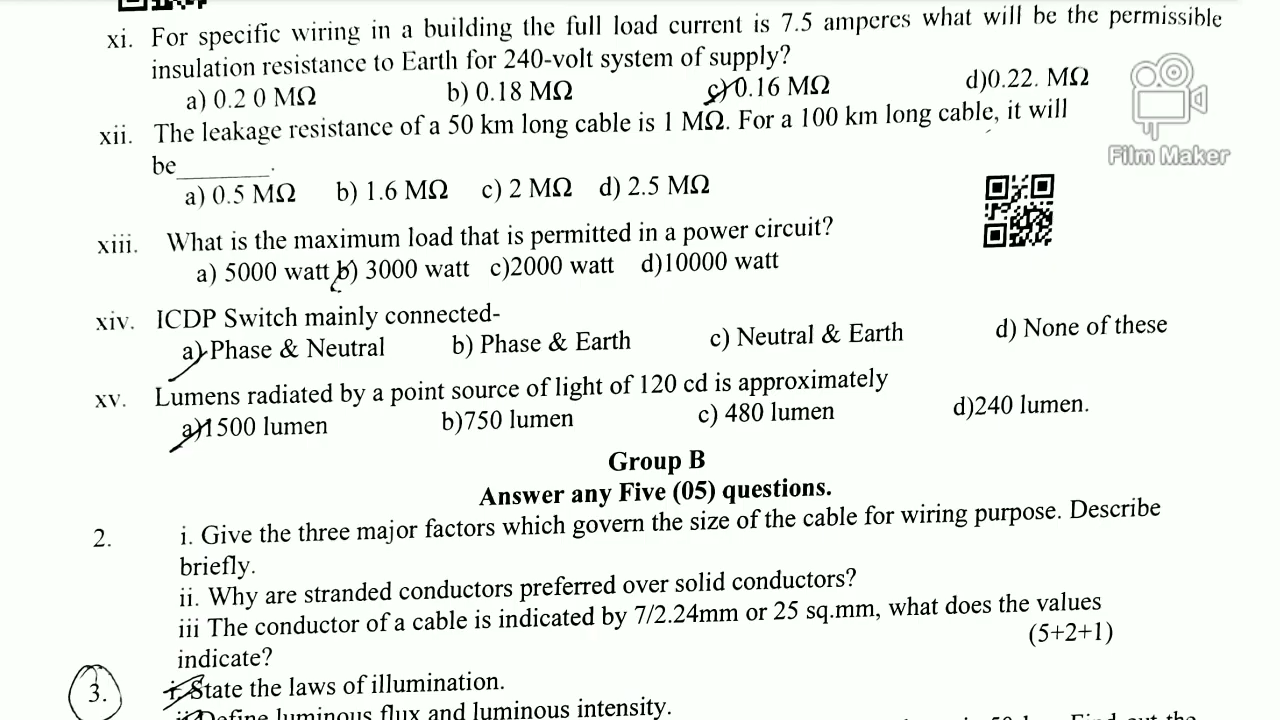 xi. For specific wiring in a building the full load current is 7.5 amperes what will be the permissible
insulation resistance to Earth for 240-volt system of supply?
a) 0.2 0 MΩ b) 0.18 MΩ c) 0.16 MΩ d)0.22. MΩ
Film Maker
xii. The leakage resistance of a 50 km long cable is 1 MΩ. For a 100 km long cable, it will
be________.
a) 0.5 MΩ b) 1.6 MΩ c) 2 MΩ d) 2.5 MΩ
xiii. What is the maximum load that is permitted in a power circuit?
a) 5000 watt b) 3000 watt c)2000 watt d)10000 watt
xiv. ICDP Switch mainly connected-
a) Phase & Neutral b) Phase & Earth c) Neutral & Earth d) None of these
xv. Lumens radiated by a point source of light of 120 cd is approximately
a)1500 lumen b)750 lumen c) 480 lumen d)240 lumen.
Group B
Answer any Five (05) questions.
2. i. Give the three major factors which govern the size of the cable for wiring purpose. Describe
briefly.
ii. Why are stranded conductors preferred over solid conductors?
iii The conductor of a cable is indicated by 7/2.24mm or 25 sq.mm, what does the values
indicate? (5+2+1)
3. i. State the laws of illumination.
ii. Define luminous flux and luminous intensity.
Find out the